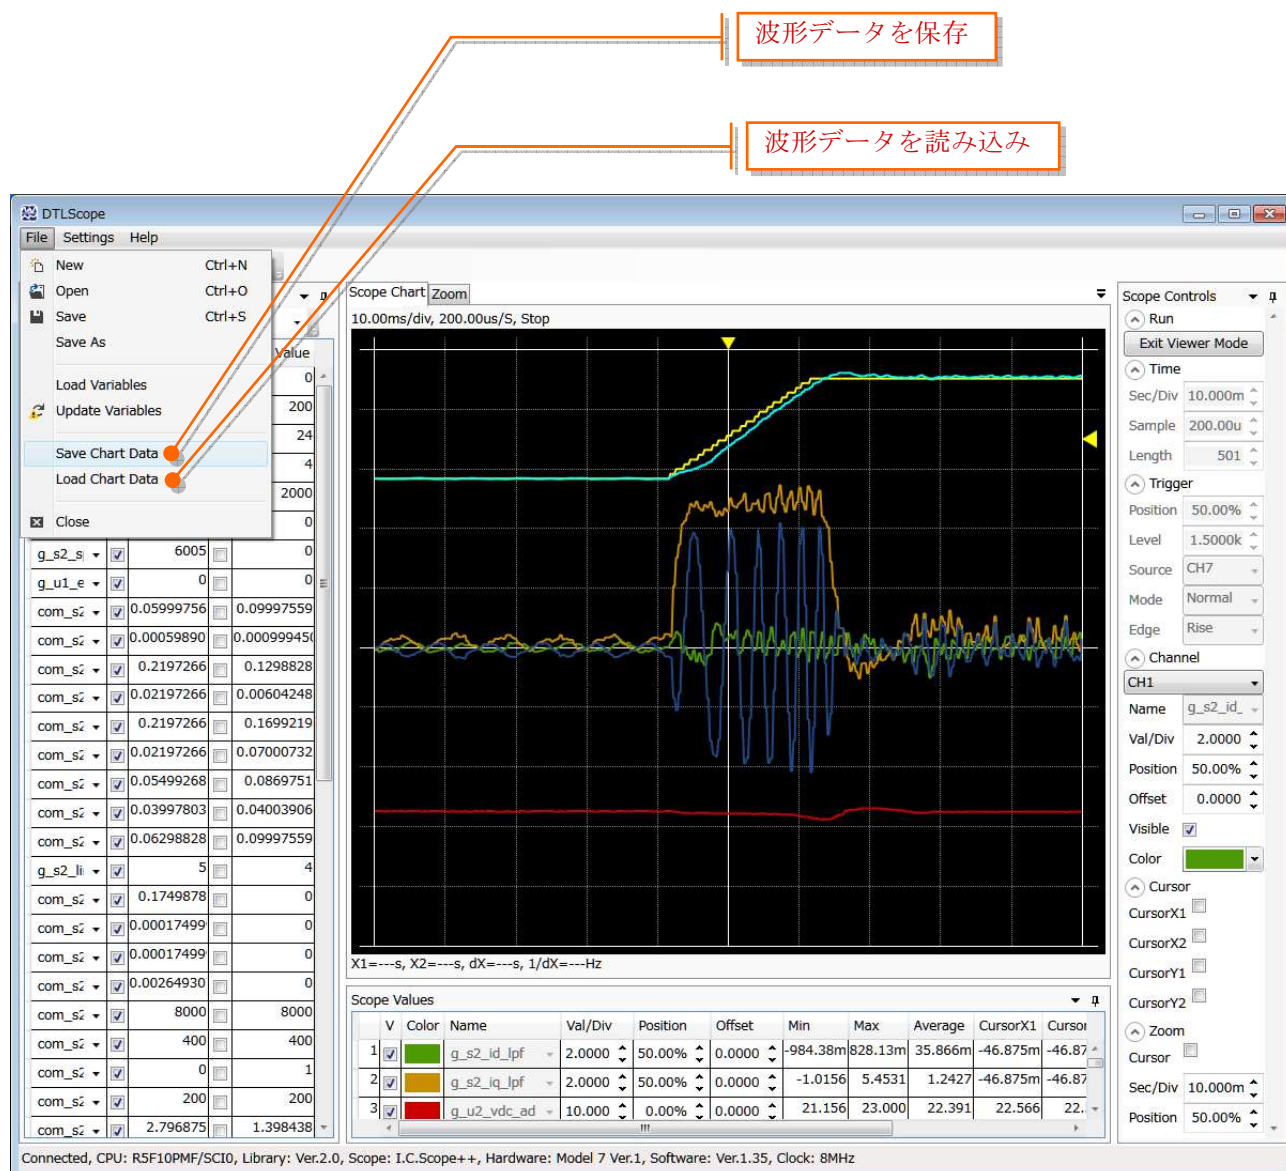 波形データを保存
波形データを読み込み
DTLScope
File Settings Help
New Ctrl+N
Open Ctrl+O
Save Ctrl+S
Save As
Load Variables
Update Variables
Save Chart Data
Load Chart Data
Close
Value
0
200
24
4
2000
0
g_s2_s 6005 0
g_u1_e 0 0
com_s2 0.05999756 0.09997559
com_s2 0.00059890 0.00099945
com_s2 0.2197266 0.1298828
com_s2 0.02197266 0.00604248
com_s2 0.2197266 0.1699219
com_s2 0.02197266 0.07000732
com_s2 0.05499268 0.0869751
com_s2 0.03997803 0.04003906
com_s2 0.06298828 0.09997559
g_s2_li 5 4
com_s2 0.1749878 0
com_s2 0.00017499 0
com_s2 0.00017499 0
com_s2 0.00264930 0
com_s2 8000 8000
com_s2 400 400
com_s2 0 1
com_s2 200 200
com_s2 2.796875 1.398438
Scope Chart Zoom
10.00ms/div, 200.00us/S, Stop
X1=---s, X2=---s, dX=---s, 1/dX=---Hz
Scope Values
V Color Name Val/Div Position Offset Min Max Average CursorX1 Cursor
1 g_s2_id_lpf 2.0000 50.00% 0.0000 -984.38m 828.13m 35.866m -46.875m -46.87
2 g_s2_iq_lpf 2.0000 50.00% 0.0000 -1.0156 5.4531 1.2427 -46.875m -46.87
3 g_u2_vdc_ad 10.000 0.00% 0.0000 21.156 23.000 22.391 22.566 22.
Scope Controls
Run
Exit Viewer Mode
Time
Sec/Div 10.000m
Sample 200.00u
Length 501
Trigger
Position 50.00%
Level 1.5000k
Source CH7
Mode Normal
Edge Rise
Channel
CH1
Name g_s2_id_
Val/Div 2.0000
Position 50.00%
Offset 0.0000
Visible
Color
Cursor
CursorX1
CursorX2
CursorY1
CursorY2
Zoom
Cursor
Sec/Div 10.000m
Position 50.00%
Connected, CPU: R5F10PMF/SCI0, Library: Ver.2.0, Scope: I.C.Scope++, Hardware: Model 7 Ver.1, Software: Ver.1.35, Clock: 8MHz